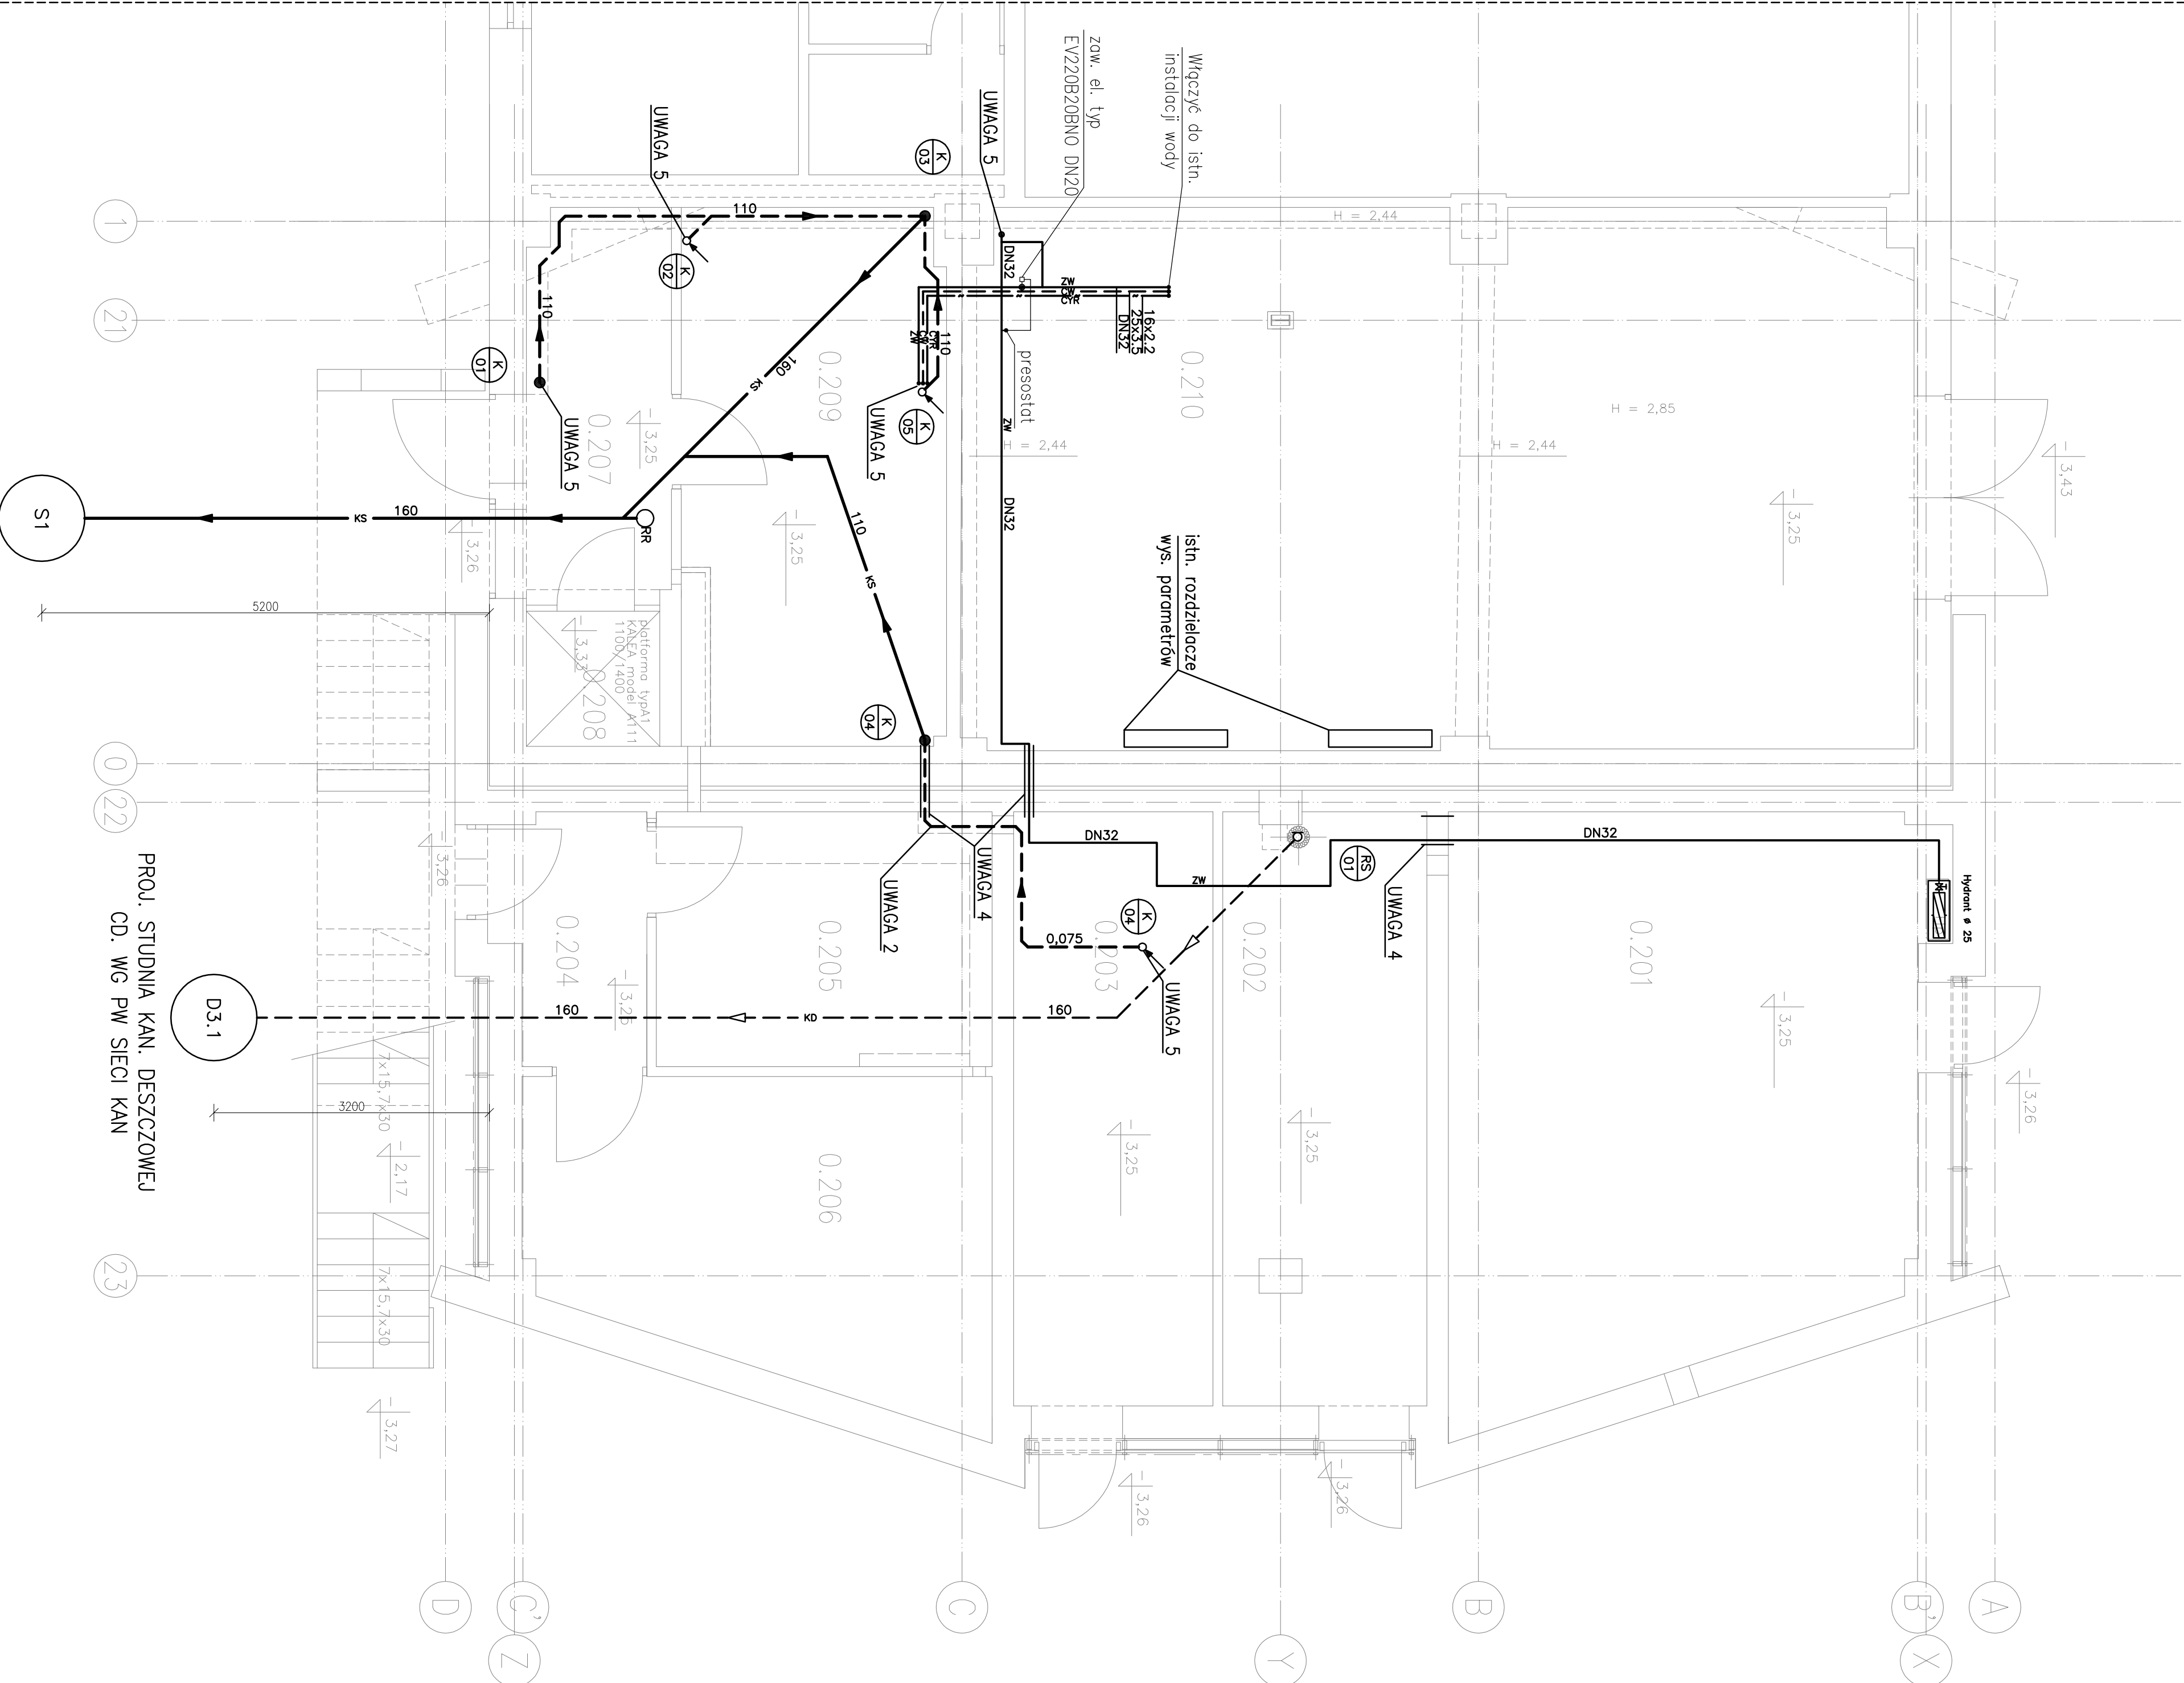 Włączyć do istn.
instalacji wody
zaw. el. typ
EV220B20BNO DN20
UWAGA 5
UWAGA 5
K
03
K
02
K
01
K
05
UWAGA 5
UWAGA 5
110
110
110
160
KS
ZW
CW
CYR
CYR
CW
ZW
DN32
16x2.2
25x3.5
DN32
presostat
ZW
DN32
H = 2,44
H = 2,44
H = 2,44
H = 2,85
0.210
0.209
0.207
-3,25
-3,25
-3,25
-3,43
-3,26
1
21
S1
160
KS
RR
5200
110
KS
istn. rozdzielacze
wys. parametrów
Platforma typA1
KALEA model A111
1100/1400
-3,33
0.208
K
04
0
22
UWAGA 4
UWAGA 2
DN32
ZW
DN32
RS
01
UWAGA 4
Hydrant ø 25
K
04
0,075
UWAGA 5
0.201
0.202
0.203
0.204
0.205
0.206
-3,26
-3,25
-3,25
-3,25
-3,25
-3,26
160
KD
160
D3.1
3200
PROJ. STUDNIA KAN. DESZCZOWEJ
CD. WG PW SIECI KAN
7x15,7x30
7x15,7x30
-2,17
-3,27
-3,26
-3,26
23
D
C'
Z
C
Y
B
B'
X
A